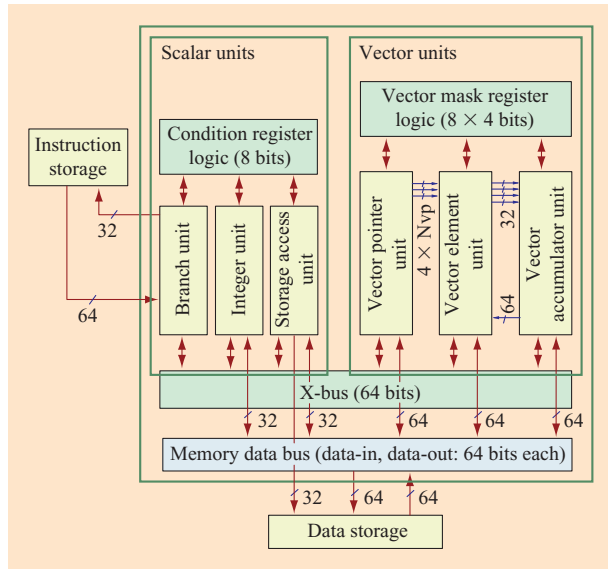 Scalar units
Vector units
Vector mask register
logic (8 × 4 bits)
Condition register
logic (8 bits)
Instruction
storage
32
64
Branch unit
Integer unit
Storage access
unit
Vector pointer
unit
4 × Nvp
Vector element
unit
32
64
Vector
accumulator unit
X-bus (64 bits)
32
32
64
64
64
Memory data bus (data-in, data-out: 64 bits each)
32
64
64
Data storage